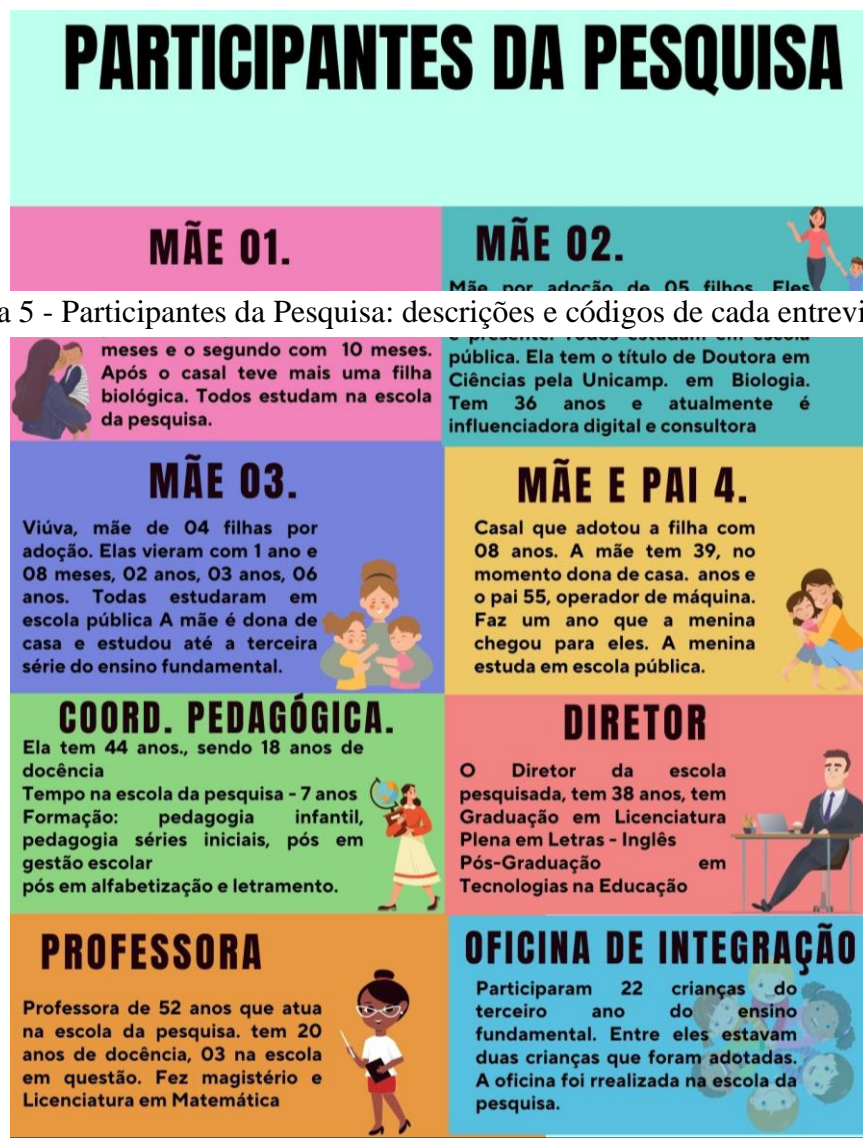 PARTICIPANTES DA PESQUISA
MÃE 01.
MÃE 02.
Mãe por adoção de 05 filhos. Eles
a 5 - Participantes da Pesquisa: descrições e códigos de cada entrevi
meses e o segundo com 10 meses.
Após o casal teve mais uma filha
biológica. Todos estudam na escola
da pesquisa.
e presente. Todos estudam em escola
pública. Ela tem o título de Doutora em
Ciências pela Unicamp. em Biologia.
Tem 36 anos e atualmente é
influenciadora digital e consultora
MÃE 03.
Viúva, mãe de 04 filhas por
adoção. Elas vieram com 1 ano e
08 meses, 02 anos, 03 anos, 06
anos. Todas estudaram em
escola pública A mãe é dona de
casa e estudou até a terceira
série do ensino fundamental.
MÃE E PAI 4.
Casal que adotou a filha com
08 anos. A mãe tem 39, no
momento dona de casa. anos e
o pai 55, operador de máquina.
Faz um ano que a menina
chegou para eles. A menina
estuda em escola pública.
COORD. PEDAGÓGICA.
Ela tem 44 anos., sendo 18 anos de
docência
Tempo na escola da pesquisa - 7 anos
Formação: pedagogia infantil,
pedagogia séries iniciais, pós em
gestão escolar
pós em alfabetização e letramento.
DIRETOR
O Diretor da escola
pesquisada, tem 38 anos, tem
Graduação em Licenciatura
Plena em Letras - Inglês
Pós-Graduação em
Tecnologias na Educação
PROFESSORA
Professora de 52 anos que atua
na escola da pesquisa. tem 20
anos de docência, 03 na escola
em questão. Fez magistério e
Licenciatura em Matemática
OFICINA DE INTEGRAÇÃO
Participaram 22 crianças do
terceiro ano do ensino
fundamental. Entre eles estavam
duas crianças que foram adotadas.
A oficina foi rrealizada na escola da
pesquisa.